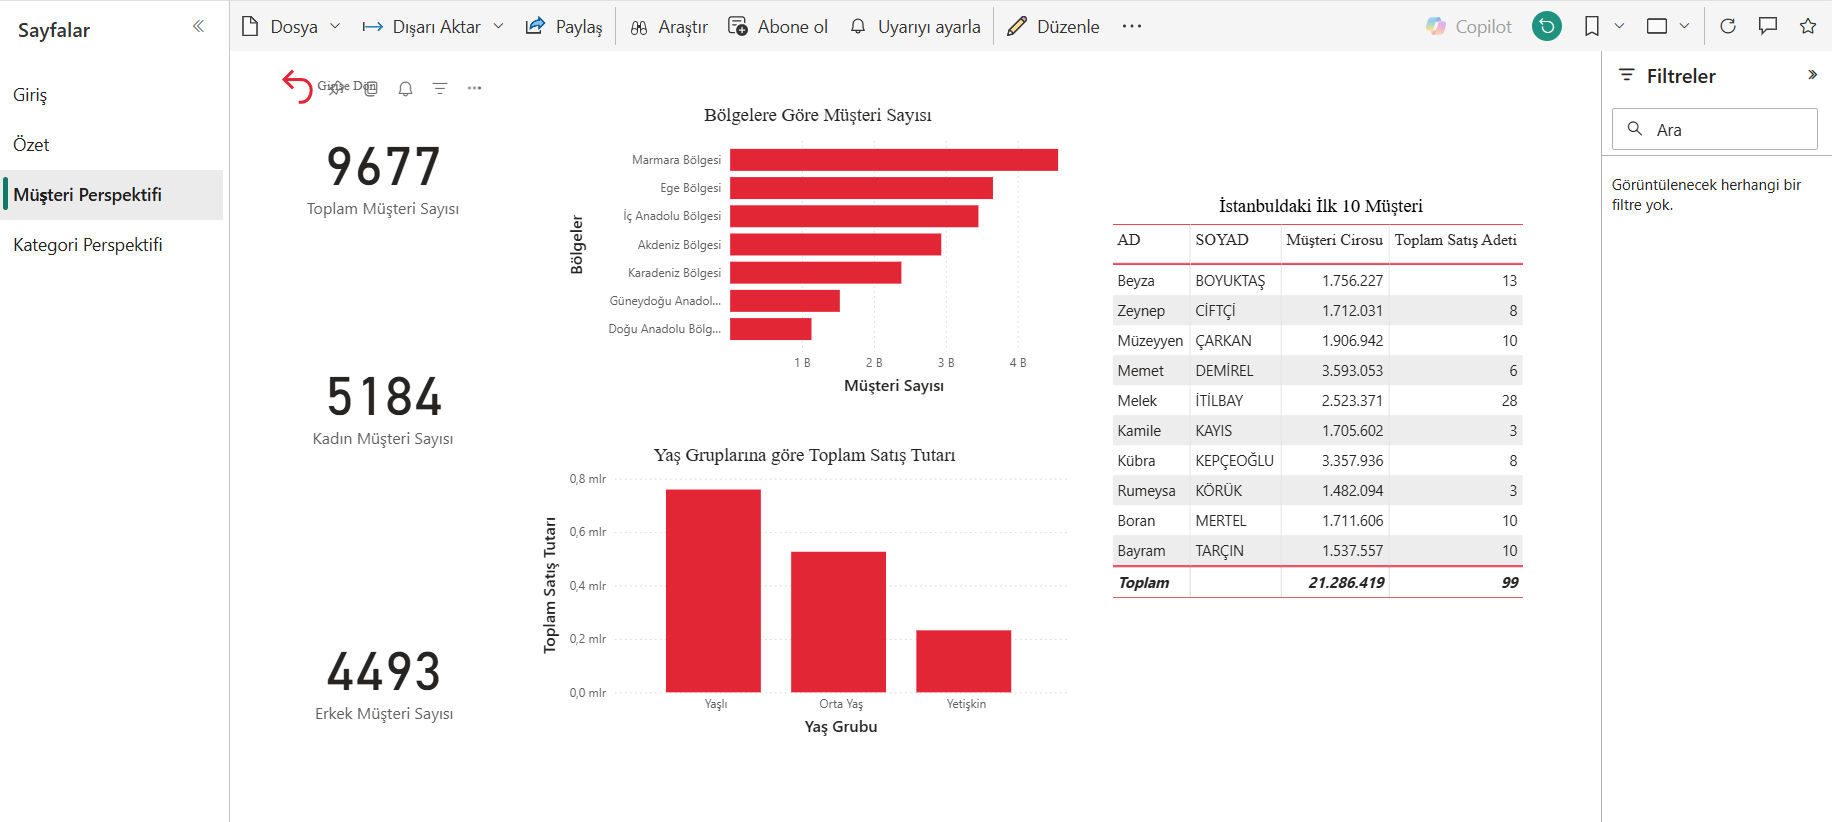 Sayfalar
Giriş
Özet
Müşteri Perspektifi
Kategori Perspektifi
Dosya
Dışarı Aktar
Paylaş
Araştır
Abone ol
Uyarıyı ayarla
Düzenle
Copilot
Girişe Dön
9677
Toplam Müşteri Sayısı
5184
Kadın Müşteri Sayısı
4493
Erkek Müşteri Sayısı
Bölgelere Göre Müşteri Sayısı
Bölgeler
Marmara Bölgesi
Ege Bölgesi
İç Anadolu Bölgesi
Akdeniz Bölgesi
Karadeniz Bölgesi
Güneydoğu Anadol...
Doğu Anadolu Bölg...
1 B 2 B 3 B 4 B
Müşteri Sayısı
Yaş Gruplarına göre Toplam Satış Tutarı
Toplam Satış Tutarı
0,8 mlr
0,6 mlr
0,4 mlr
0,2 mlr
0,0 mlr
Yaşlı Orta Yaş Yetişkin
Yaş Grubu
İstanbuldaki İlk 10 Müşteri
AD SOYAD Müşteri Cirosu Toplam Satış Adeti
Beyza BOYUKTAŞ 1.756.227 13
Zeynep CİFTÇİ 1.712.031 8
Müzeyyen ÇARKAN 1.906.942 10
Memet DEMİREL 3.593.053 6
Melek İTİLBAY 2.523.371 28
Kamile KAYIS 1.705.602 3
Kübra KEPÇEOĞLU 3.357.936 8
Rumeysa KÖRÜK 1.482.094 3
Boran MERTEL 1.711.606 10
Bayram TARÇIN 1.537.557 10
Toplam 21.286.419 99
Filtreler
Ara
Görüntülenecek herhangi bir
filtre yok.